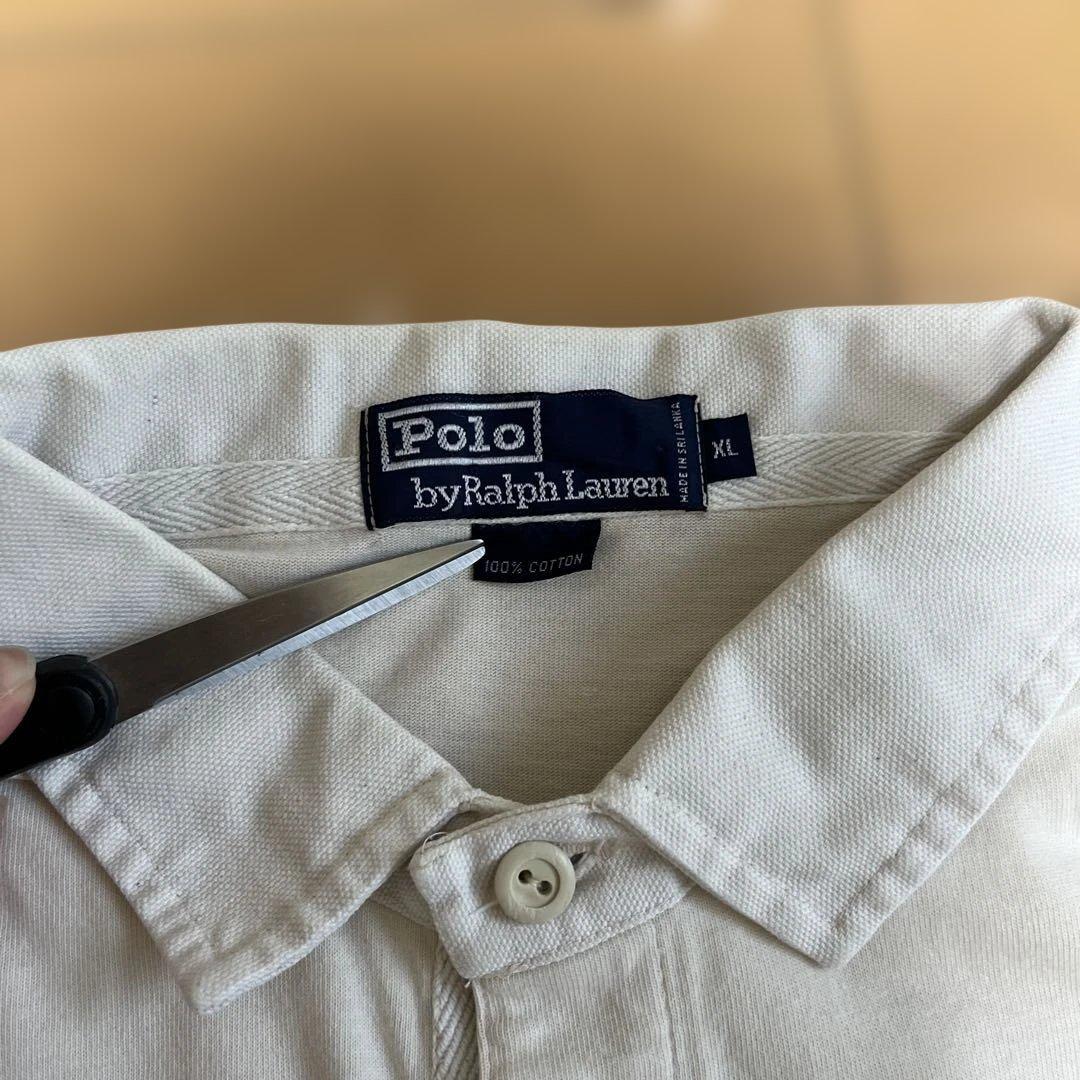 Polo
by Ralph Lauren
MADE IN SRI LANKA
XL
100% COTTON